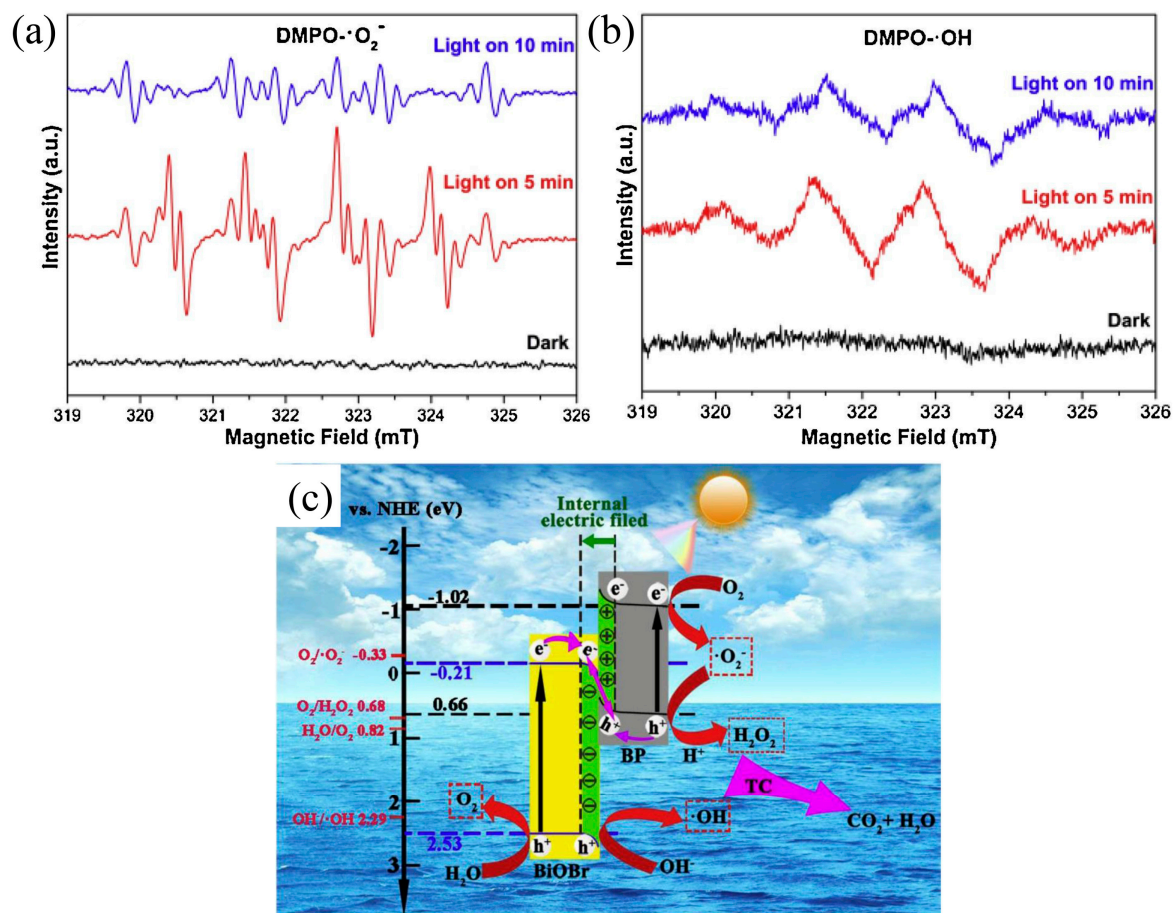 (a)
DMPO-·O₂⁻
Light on 10 min
Light on 5 min
Dark
Intensity (a.u.)
319 320 321 322 323 324 325 326
Magnetic Field (mT)
(b)
DMPO-·OH
Light on 10 min
Light on 5 min
Dark
Intensity (a.u.)
319 320 321 322 323 324 325 326
Magnetic Field (mT)
(c)
vs. NHE (eV)
Internal
electric filed
-2
-1
0
1
2
3
-1.02
O₂/·O₂⁻ -0.33
-0.21
O₂/H₂O₂ 0.68
0.66
H₂O/O₂ 0.82
OH/·OH 2.29
2.53
e⁻ e⁻
e⁻ e⁻
h⁺ h⁺
h⁺ h⁺
O₂
·O₂⁻
H₂O₂
BP
H⁺
TC
CO₂+ H₂O
O₂
·OH
H₂O
BiOBr
OH